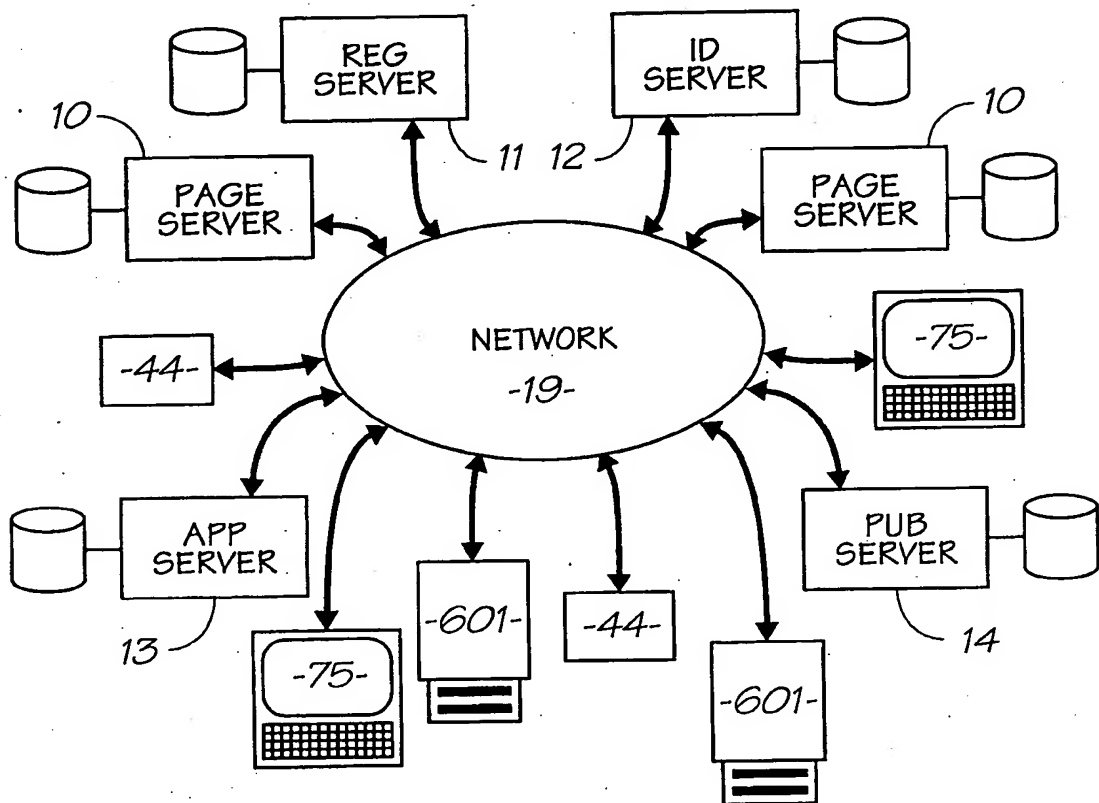 REG
SERVER
ID
SERVER
10
11
12
10
PAGE
SERVER
PAGE
SERVER
NETWORK
-19-
-44-
-75-
APP
SERVER
PUB
SERVER
13
-75-
-601-
-44-
-601-
14